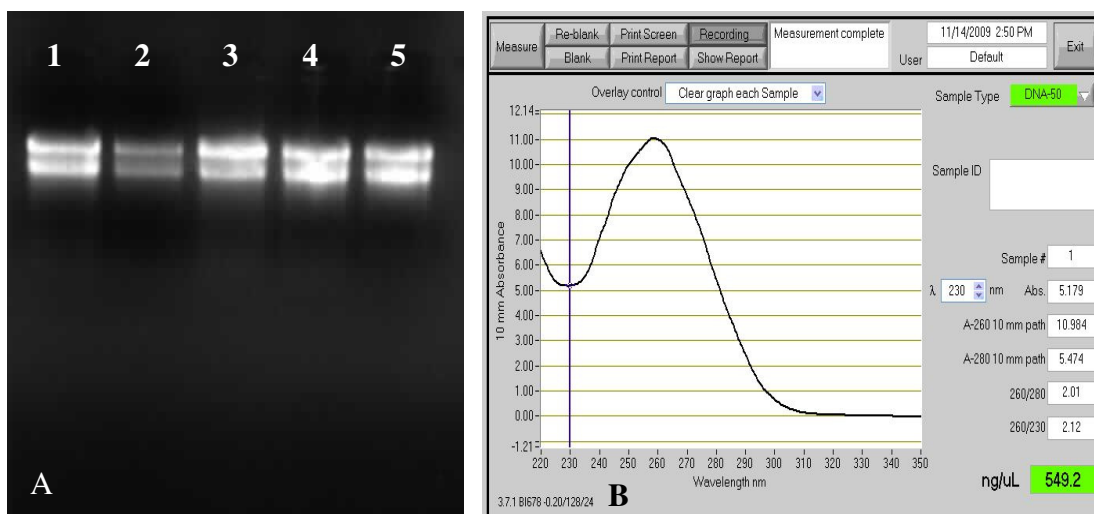 1 2 3 4 5
A
Measure
Re-blank
Print Screen
Recording
Measurement complete
11/14/2009 2:50 PM
Exit
Blank
Print Report
Show Report
User
Default
Overlay control Clear graph each Sample
Sample Type DNA-50
12.14
11.00
10.00
9.00
8.00
7.00
6.00
5.00
4.00
3.00
2.00
1.00
0.00
-1.21
10 mm Absorbance
220 230 240 250 260 270 280 290 300 310 320 330 340 350
Wavelength nm
3.7.1 BI678 -0.20/128/24
B
Sample ID
Sample # 1
λ 230 nm Abs. 5.179
A-260 10 mm path 10.984
A-280 10 mm path 5.474
260/280 2.01
260/230 2.12
ng/uL 549.2